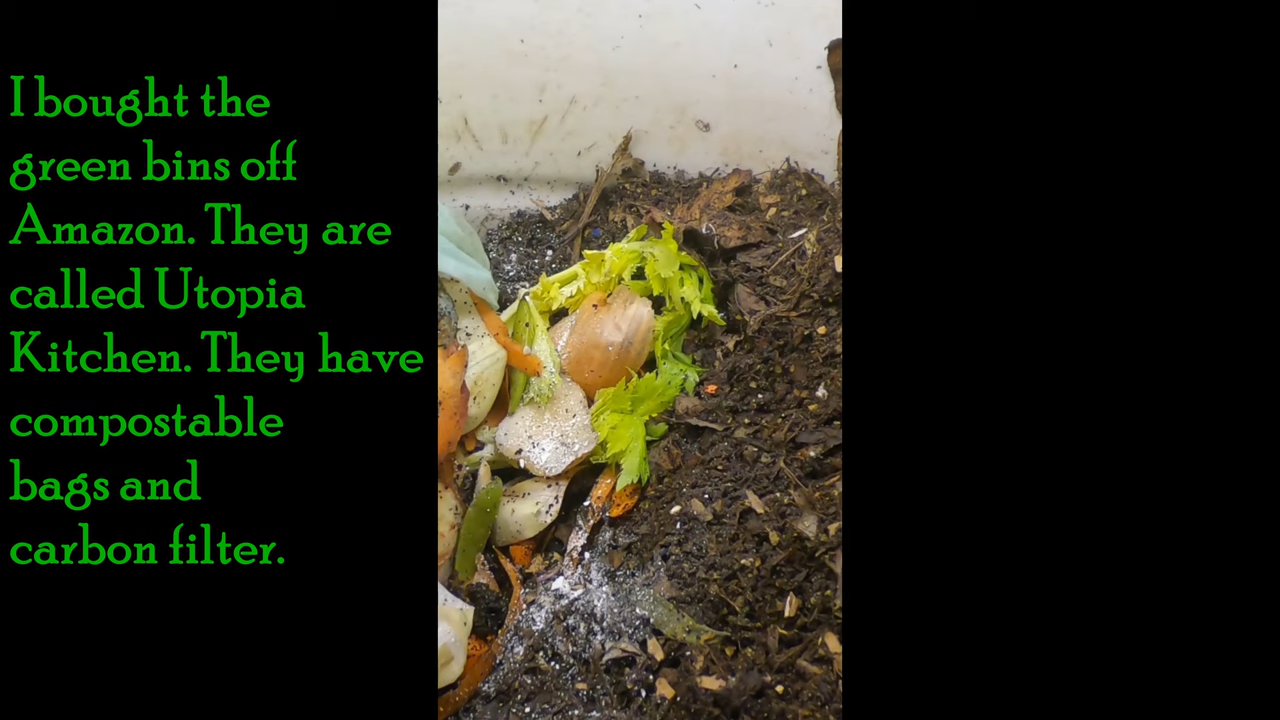 I bought the
green bins off
Amazon. They are
called Utopia
Kitchen. They have
compostable
bags and
carbon filter.